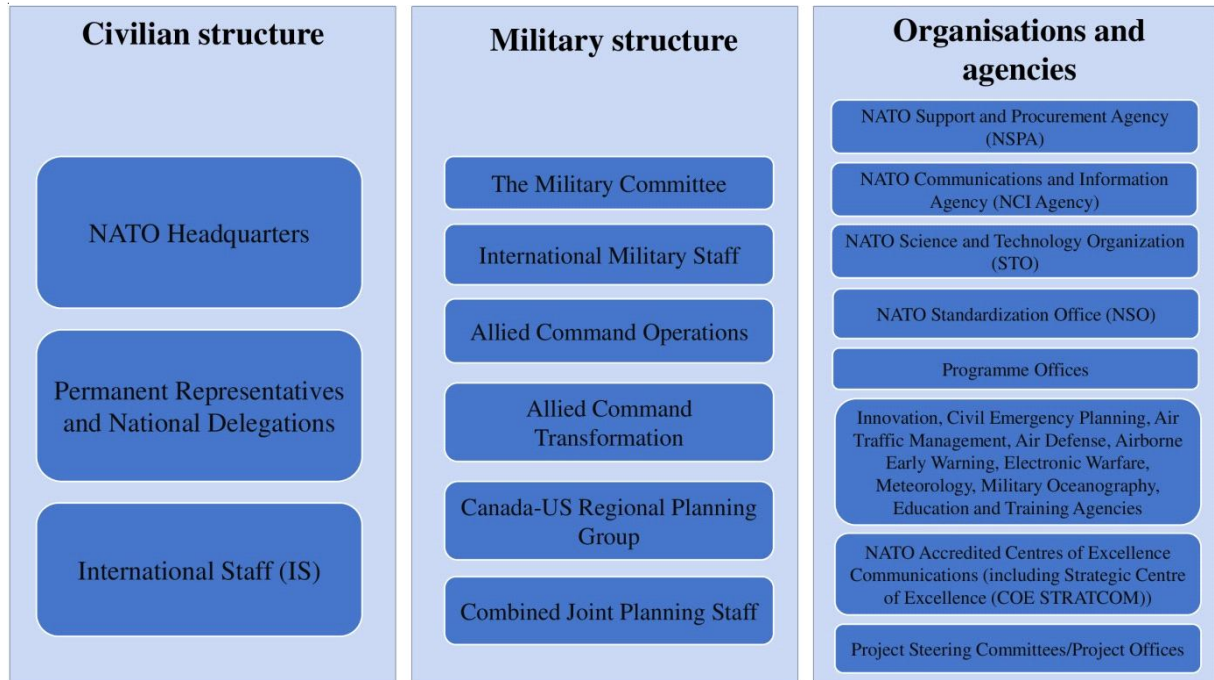 Civilian structure
NATO Headquarters
Permanent Representatives
and National Delegations
International Staff (IS)
Military structure
The Military Committee
International Military Staff
Allied Command Operations
Allied Command
Transformation
Canada-US Regional Planning
Group
Combined Joint Planning Staff
Organisations and
agencies
NATO Support and Procurement Agency
(NSPA)
NATO Communications and Information
Agency (NCI Agency)
NATO Science and Technology Organization
(STO)
NATO Standardization Office (NSO)
Programme Offices
Innovation, Civil Emergency Planning, Air
Traffic Management, Air Defense, Airborne
Early Warning, Electronic Warfare,
Meteorology, Military Oceanography,
Education and Training Agencies
NATO Accredited Centres of Excellence
Communications (including Strategic Centre
of Excellence (COE STRATCOM))
Project Steering Committees/Project Offices